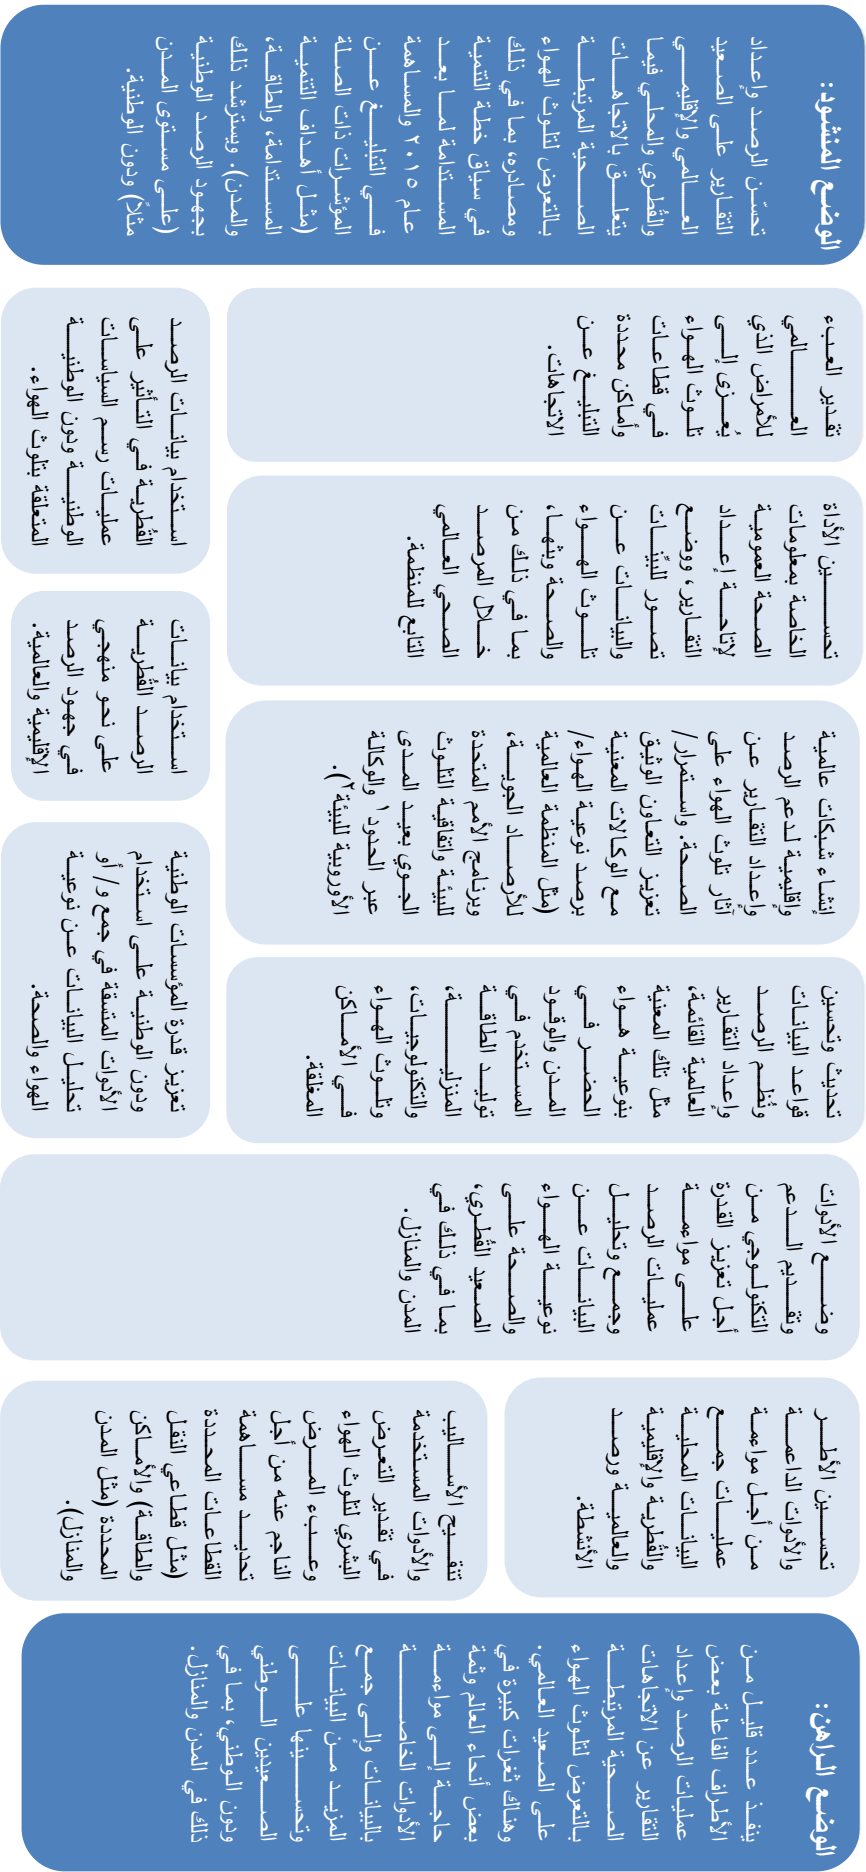 الوضع الراهن:
ينفذ عدد قليل من
الأطراف الفاعلة بعض
عمليات الرصد وإعداد
التقارير عن الاتجاهات
الصحية المرتبطة
بالتعرض لتلوث الهواء
على الصعيد العالمي.
وهناك ثغرات كبيرة في
بعض أنحاء العالم وثمة
حاجة إلى مواءمة
الأدوات الخاصة
بالبيانات وإلى جمع
المزيد من البيانات
وتحسينها على
الصعيدين الوطني
ودون الوطني، بما في
ذلك في المدن والمنازل.
تحسين الأطر
والأدوات الداعمة
من أجل مواءمة
عمليات جمع
البيانات المحلية
والقُطرية والإقليمية
والعالمية ورصد
الأنشطة.
تنقيح الأساليب
والأدوات المستخدمة
في تقدير التعرض
البشري لتلوث الهواء
وعبء المرض
الناجم عنه من أجل
تحديد مساهمة
القطاعات المحددة
(مثل قطاعي النقل
والطاقة) والأماكن
المحددة (مثل المدن
والمنازل).
وضع الأدوات
وتقديم الدعم
التكنولوجي من
أجل تعزيز القدرة
على مواءمة
عمليات الرصد
وجمع وتحليل
البيانات عن
نوعية الهواء
والصحة على
الصعيد القُطري،
بما في ذلك في
المدن والمنازل.
تحديث وتحسين
قواعد البيانات
ونُظم الرصد
وإعداد التقارير
العالمية القائمة،
مثل تلك المعنية
بنوعية هواء
الحضر في
المدن والوقود
المستخدم في
توليد الطاقة
المنزلية،
والتكنولوجيات،
وتلوث الهواء
في الأماكن
المغلقة.
تعزيز قدرة المؤسسات الوطنية
ودون الوطنية على استخدام
الأدوات المتسقة في جمع و/ أو
تحليل البيانات عن نوعية
الهواء والصحة.
إنشاء شبكات عالمية
وإقليمية لدعم الرصد
وإعداد التقارير عن
آثار تلوث الهواء على
الصحة. واستمرار/
تعزيز التعاون الوثيق
مع الوكالات المعنية
برصد نوعية الهواء/
(مثل المنظمة العالمية
للأرصاد الجوية،
وبرنامج الأمم المتحدة
للبيئة واتفاقية التلوث
الجوي بعيد المدى
عبر الحدود¹ والوكالة
الأوروبية للبيئة²).
استخدام بيانات
الرصد القُطرية
على نحو منهجي
في جهود الرصد
الإقليمية والعالمية.
تحسين الأداة
الخاصة بمعلومات
الصحة العمومية
لإتاحة إعداد
التقارير، ووضع
تصور للبيّنات
والبيانات عن
تلوث الهواء
والصحة وبثها،
بما في ذلك من
خلال المرصد
الصحي العالمي
التابع للمنظمة.
تقدير العبء
العالمي
للأمراض الذي
يُعزى إلى
تلوث الهواء
في قطاعات
وأماكن محددة
التبليغ عن
الاتجاهات.
استخدام بيانات الرصد
القُطرية في التأثير على
عمليات رسم السياسات
الوطنية ودون الوطنية
المتعلقة بتلوث الهواء.
الوضع المنشود:
تحسّن الرصد وإعداد
التقارير على الصعيد
العالمي والإقليمي
والقُطري والمحلي فيما
يتعلق بالاتجاهات
الصحية المرتبطة
بالتعرض لتلوث الهواء
ومصادره، بما في ذلك
في سياق خطة التنمية
المستدامة لما بعد
عام ٢٠١٥ والمساهمة
في التبليغ عن
المؤشرات ذات الصلة
(مثل أهداف التنمية
المستدامة، والطاقة،
والمدن). ويسترشد ذلك
بجهود الرصد الوطنية
(على مستوى المدن
مثلاً) ودون الوطنية.